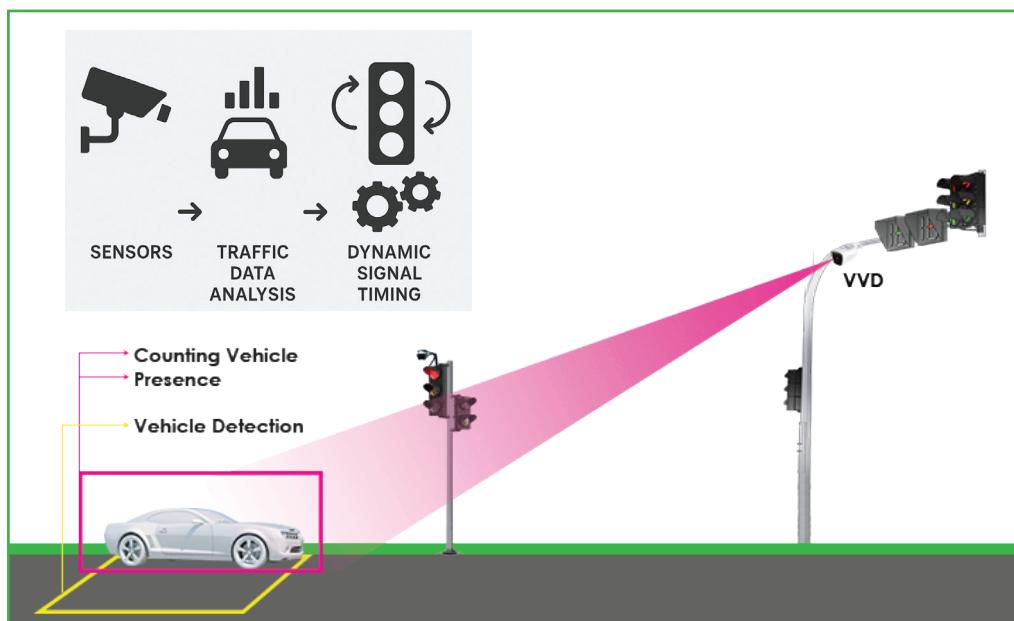 SENSORS
TRAFFIC
DATA
ANALYSIS
DYNAMIC
SIGNAL
TIMING
VVD
Counting Vehicle
Presence
Vehicle Detection